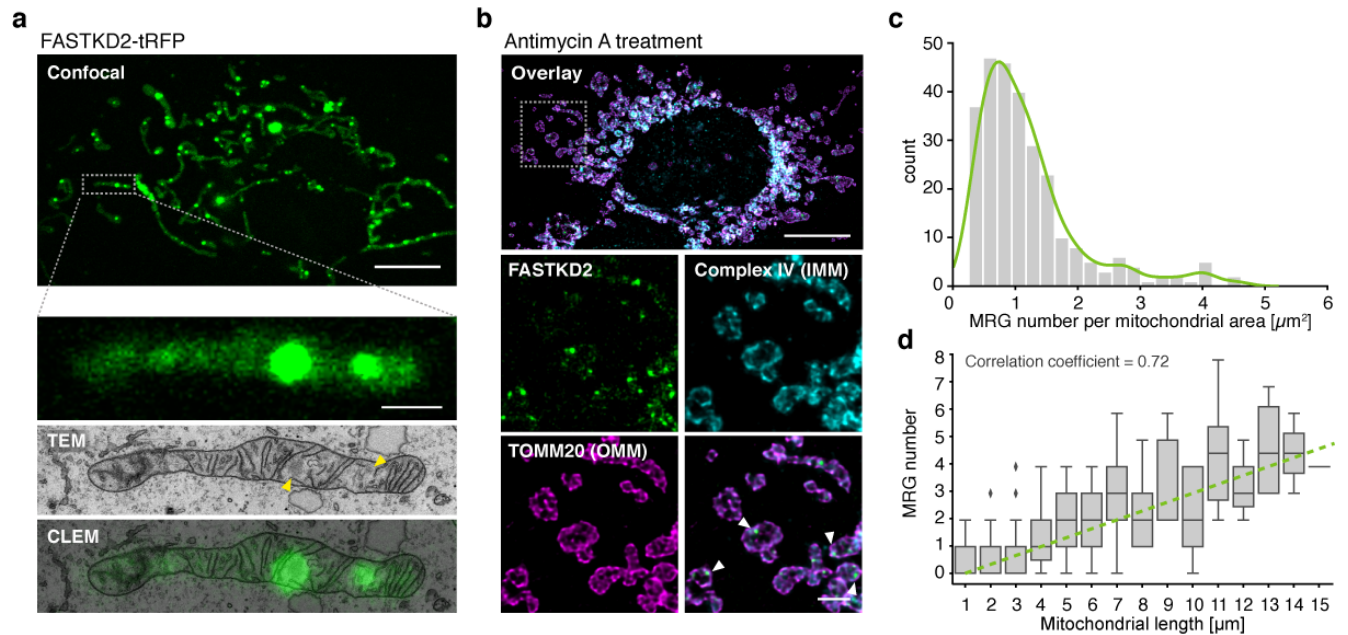 a
FASTKD2-tRFP
Confocal
TEM
CLEM
b
Antimycin A treatment
Overlay
FASTKD2
Complex IV (IMM)
TOMM20 (OMM)
c
50
40
30
20
10
0
count
0 1 2 3 4 5 6
MRG number per mitochondrial area [µm²]
d
Correlation coefficient = 0.72
8
7
6
5
4
3
2
1
0
MRG number
1 2 3 4 5 6 7 8 9 10 11 12 13 14 15
Mitochondrial length [µm]